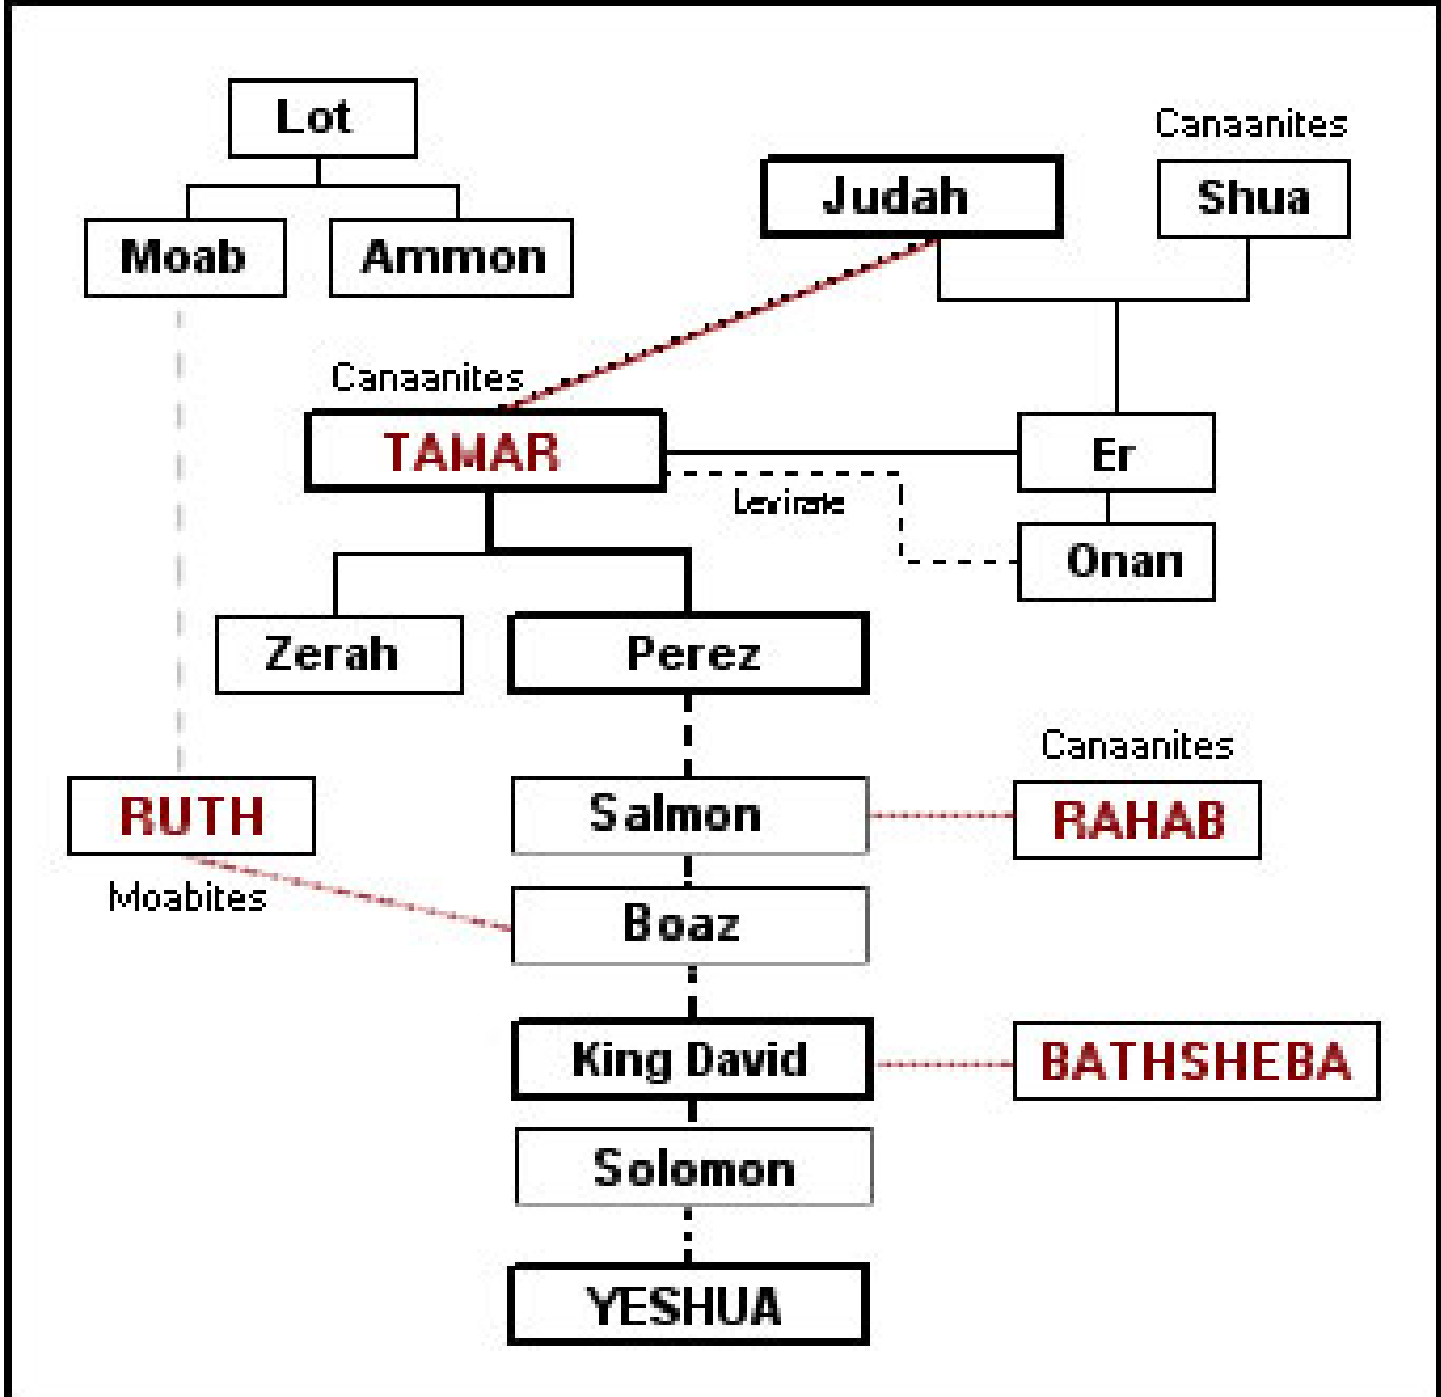 Lot
Canaanites
Judah
Shua
Moab
Ammon
Canaanites
TAMAR
Er
Levirate
Onan
Zerah
Perez
Canaanites
RUTH
Salmon
RAHAB
Moabites
Boaz
King David
BATHSHEBA
Solomon
YESHUA